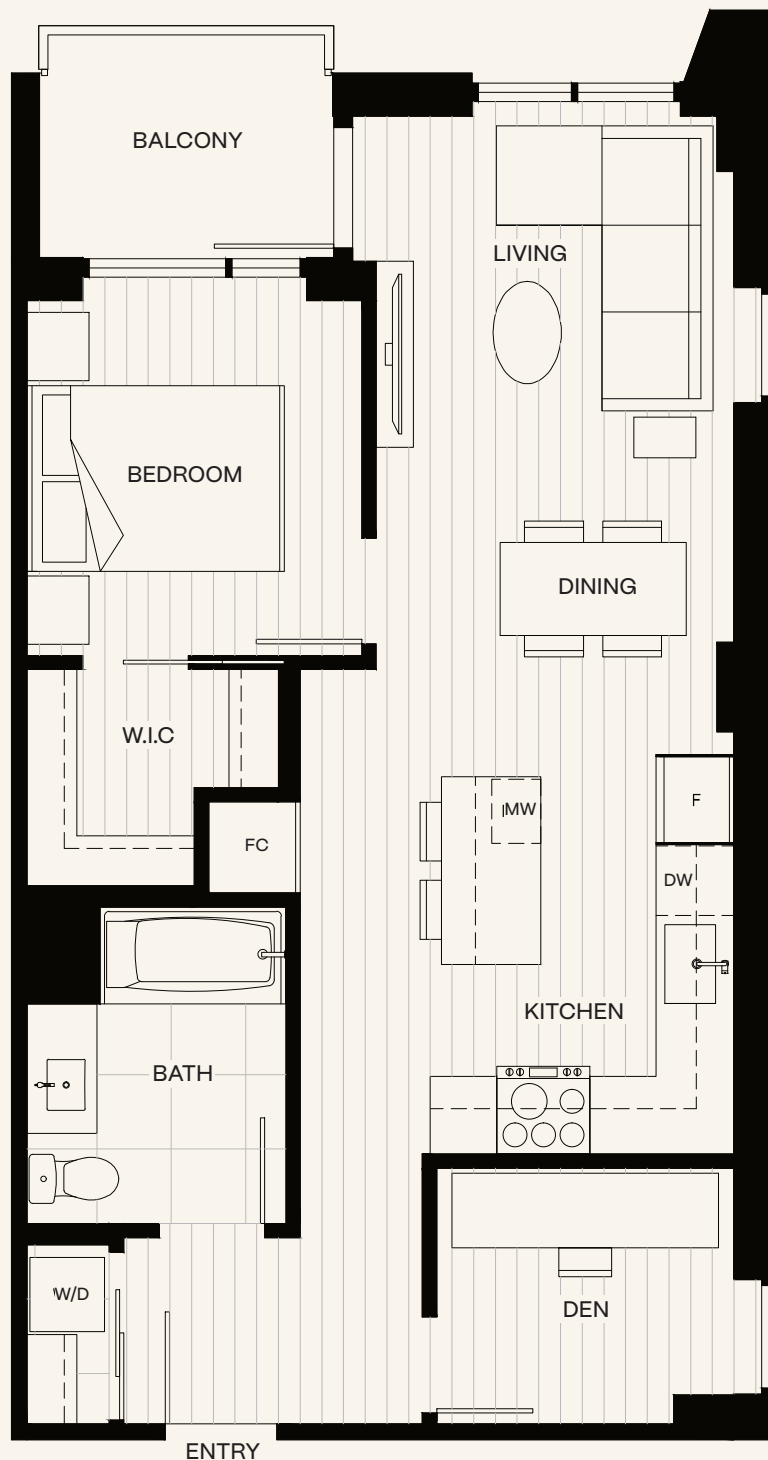 BALCONY
LIVING
BEDROOM
DINING
W.I.C
MW
F
FC
DW
KITCHEN
BATH
W/D
DEN
ENTRY